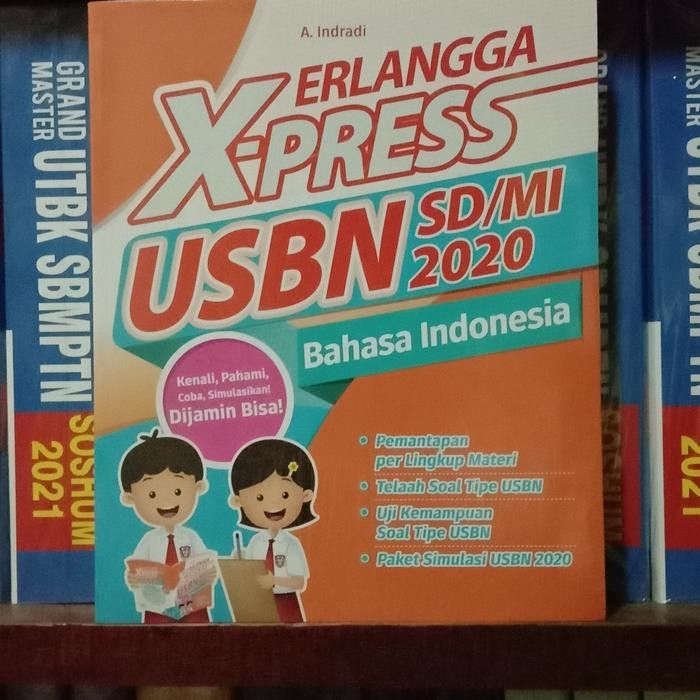 A. Indradi
ERLANGGA
X-PRESS
USBN SD/MI
2020
Bahasa Indonesia
Kenali, Pahami,
Coba, Simulasikan!
Dijamin Bisa!
• Pemantapan
per Lingkup Materi
• Telaah Soal Tipe USBN
• Uji Kemampuan
Soal Tipe USBN
• Paket Simulasi USBN 2020
GRAND
MASTER
UTBK SBMPTN
SOSHUM
2021
MASTER
2021